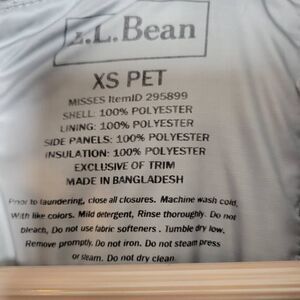 L.L.Bean
XS PET
MISSES ItemID 295899
SHELL: 100% POLYESTER
LINING: 100% POLYESTER
SIDE PANELS: 100% POLYESTER
INSULATION: 100% POLYESTER
EXCLUSIVE OF TRIM
MADE IN BANGLADESH
Prior to laundering, close all closures. Machine wash cold,
With like colors. Mild detergent, Rinse thoroughly. Do not
bleach, Do not use fabric softeners . Tumble dry low.
Remove promptly. Do not iron. Do not steam press
or steam. Do not dry clean